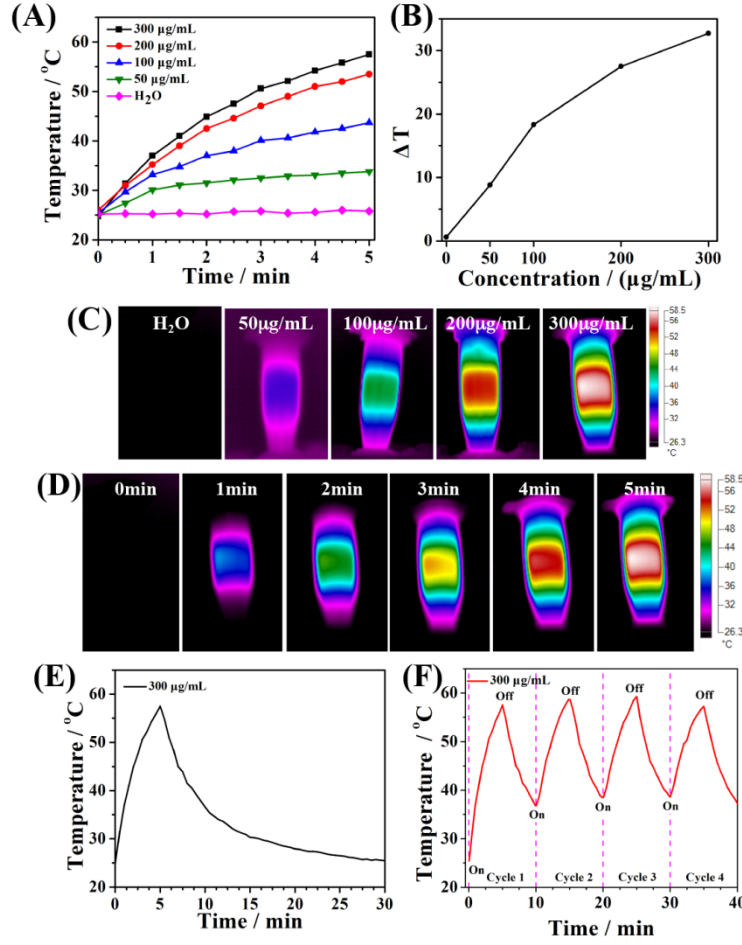 (A)
300 µg/mL
200 µg/mL
100 µg/mL
50 µg/mL
H₂O
Temperature / °C
60
50
40
30
20
0 1 2 3 4 5
Time / min
(B)
Δ T
30
20
10
0
0 50 100 200 300
Concentration / (µg/mL)
(C)
H₂O 50µg/mL 100µg/mL 200µg/mL 300µg/mL
58.5
56
52
48
44
40
36
32
26.3
°C
(D)
0min 1min 2min 3min 4min 5min
58.5
56
52
48
44
40
36
32
26.3
°C
(E)
300 µg/mL
Temperature / °C
60
50
40
30
20
0 5 10 15 20 25 30
Time / min
(F)
300 µg/mL
Temperature / °C
60
50
40
30
20
Off Off Off Off
On On On On
Cycle 1 Cycle 2 Cycle 3 Cycle 4
0 10 20 30 40
Time / min